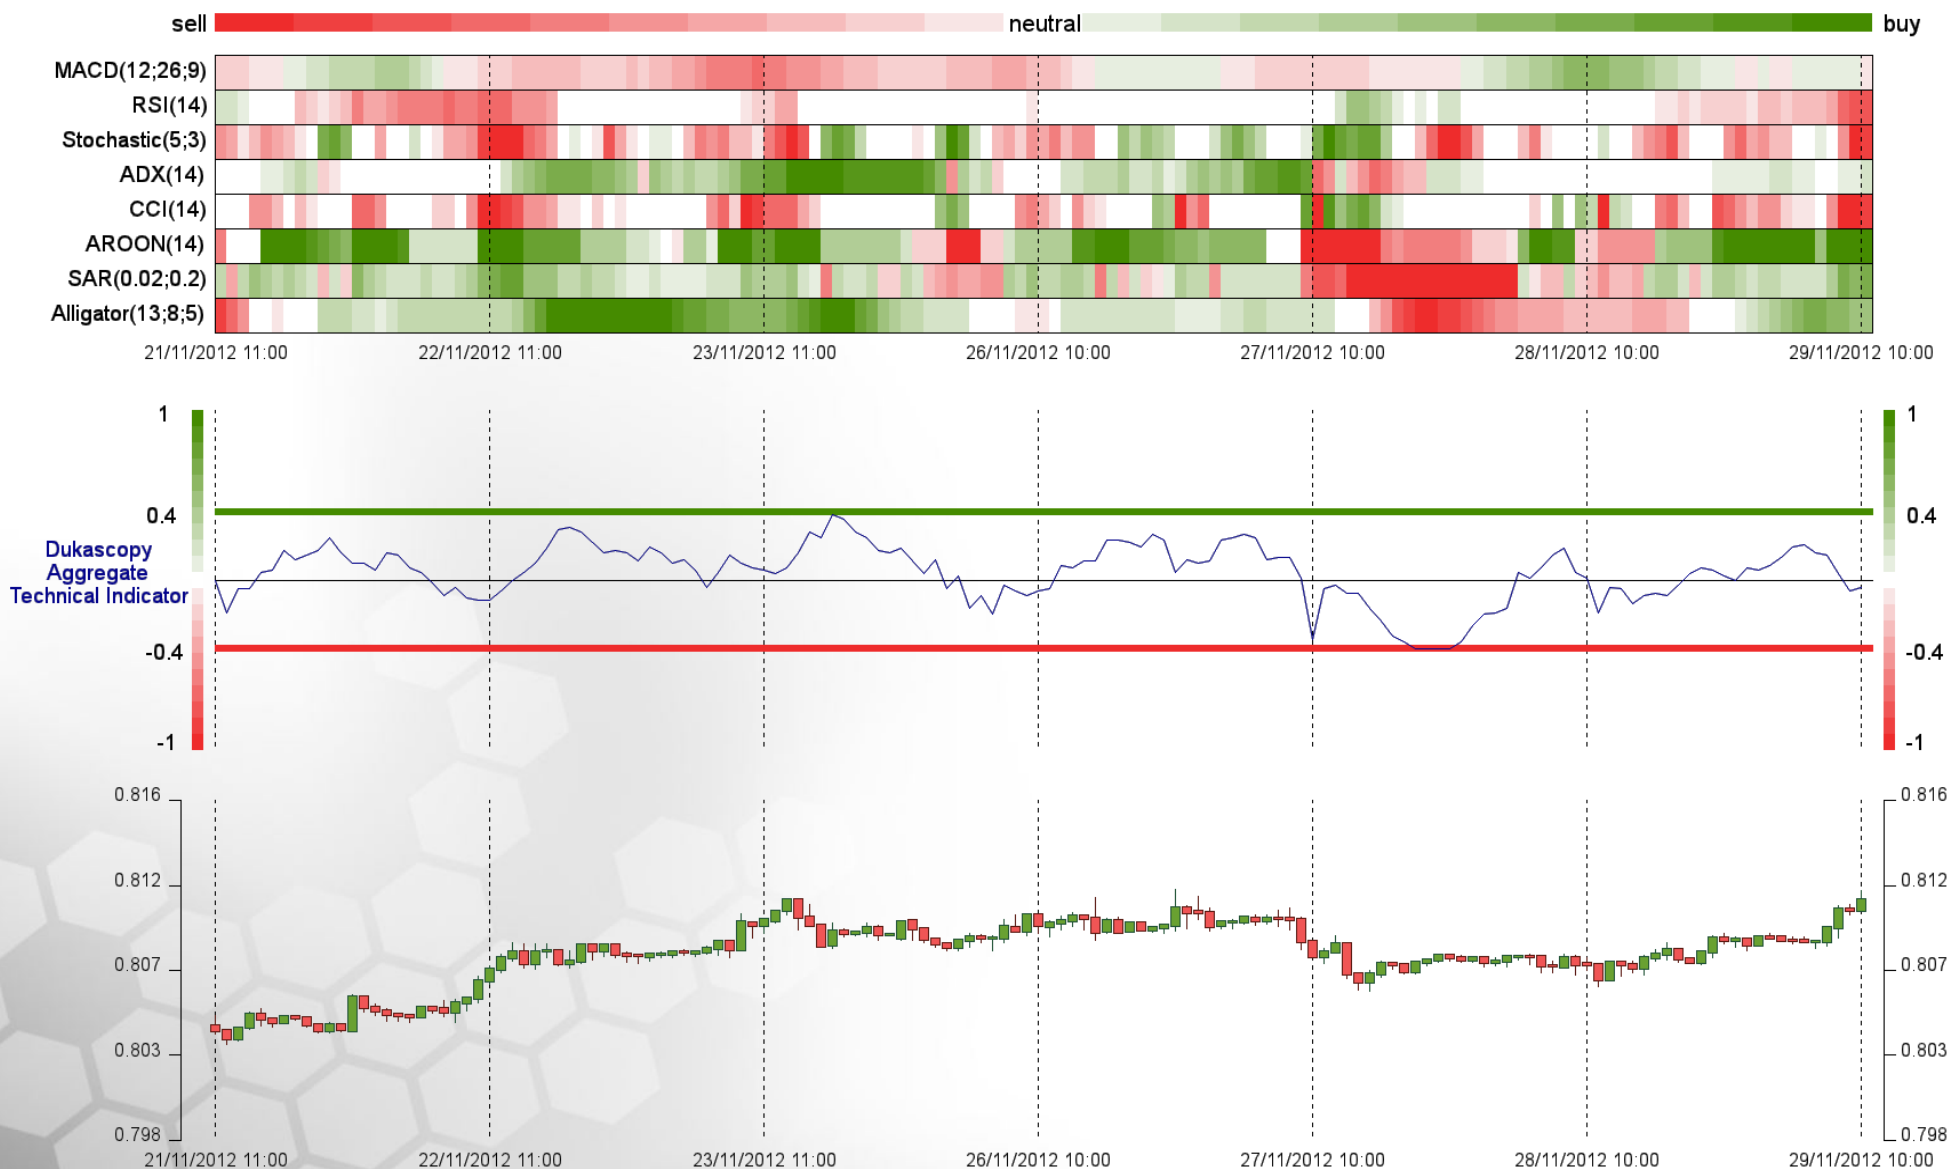 sell neutral buy
MACD(12;26;9)
RSI(14)
Stochastic(5;3)
ADX(14)
CCI(14)
AROON(14)
SAR(0.02;0.2)
Alligator(13;8;5)
21/11/2012 11:00 22/11/2012 11:00 23/11/2012 11:00 26/11/2012 10:00 27/11/2012 10:00 28/11/2012 10:00 29/11/2012 10:00
1 1
0.4 0.4
Dukascopy
Aggregate
Technical Indicator
-0.4 -0.4
-1 -1
0.816 0.816
0.812 0.812
0.807 0.807
0.803 0.803
0.798 0.798
21/11/2012 11:00 22/11/2012 11:00 23/11/2012 11:00 26/11/2012 10:00 27/11/2012 10:00 28/11/2012 10:00 29/11/2012 10:00